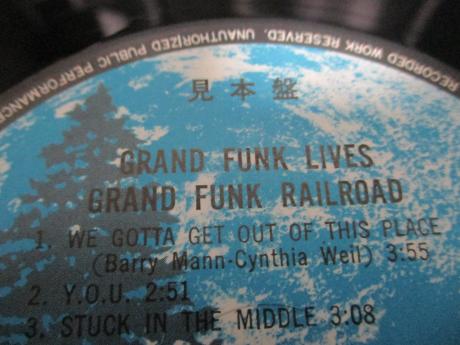 RECORDED WORK RESERVED. UNAUTHORIZED PUBLIC PERFORMANCE
見本盤
GRAND FUNK LIVES
GRAND FUNK RAILROAD
1. WE GOTTA GET OUT OF THIS PLACE
(Barry Mann-Cynthia Weil) 3:55
2. Y.O.U. 2:51
3. STUCK IN THE MIDDLE 3:08